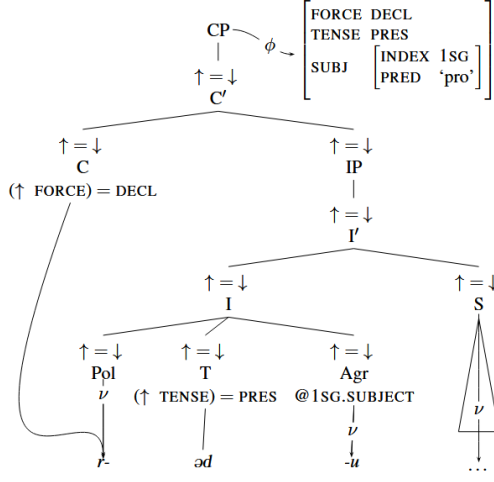 CP
ϕ
FORCE DECL
TENSE PRES
SUBJ
INDEX 1SG
PRED ‘pro’
↑ = ↓
C′
↑ = ↓ ↑ = ↓
C IP
(↑ FORCE) = DECL ↑ = ↓
I′
↑ = ↓ ↑ = ↓
I S
↑ = ↓ ↑ = ↓ ↑ = ↓
Pol T Agr
ν (↑ TENSE) = PRES @1SG.SUBJECT ν
ν
r- əd -u ...